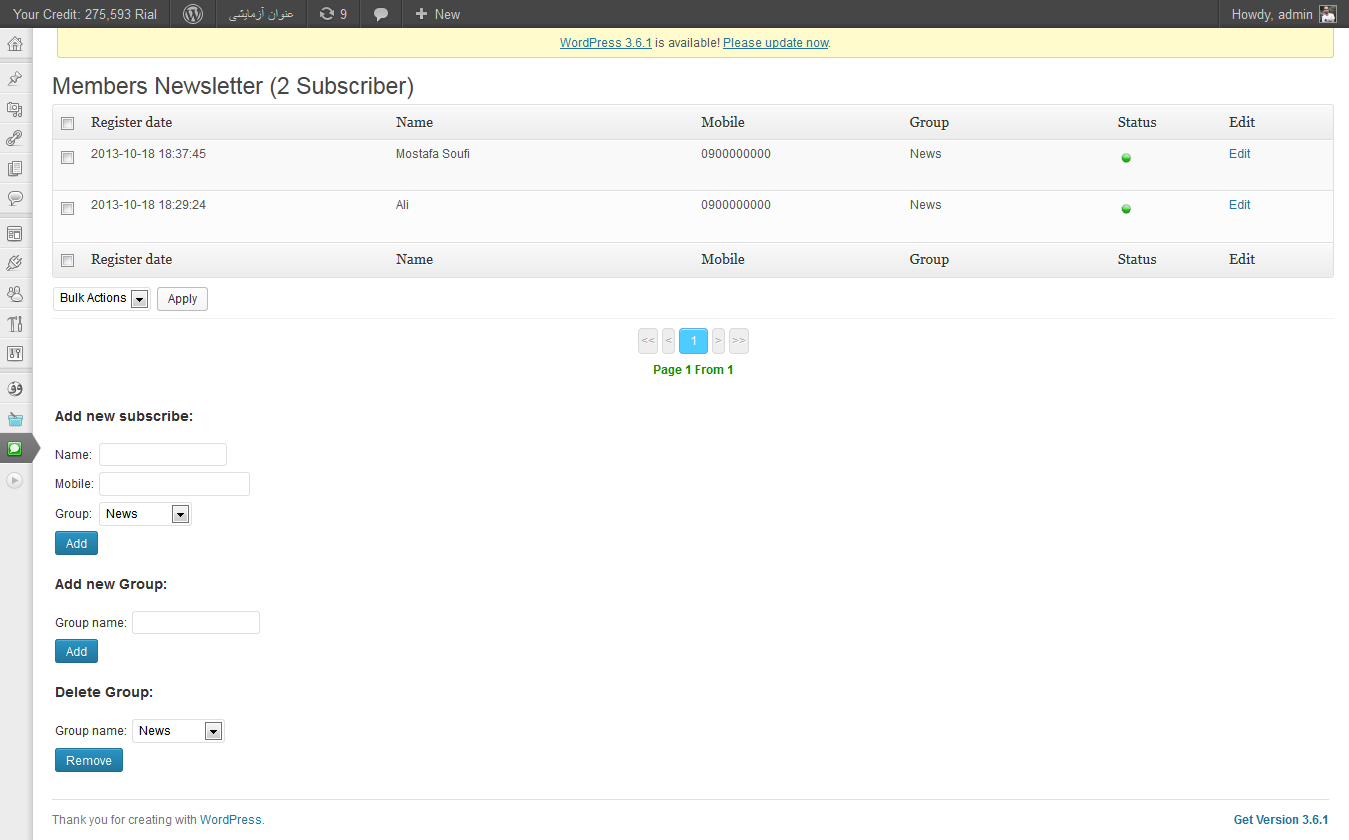 Your Credit: 275,593 Rial عنوان آزمایشی 9 New Howdy, admin
WordPress 3.6.1 is available! Please update now.
Members Newsletter (2 Subscriber)
Register date Name Mobile Group Status Edit
2013-10-18 18:37:45 Mostafa Soufi 0900000000 News Edit
2013-10-18 18:29:24 Ali 0900000000 News Edit
Register date Name Mobile Group Status Edit
Bulk Actions Apply
<< < 1 > >>
Page 1 From 1
Add new subscribe:
Name:
Mobile:
Group: News
Add
Add new Group:
Group name:
Add
Delete Group:
Group name: News
Remove
Thank you for creating with WordPress. Get Version 3.6.1